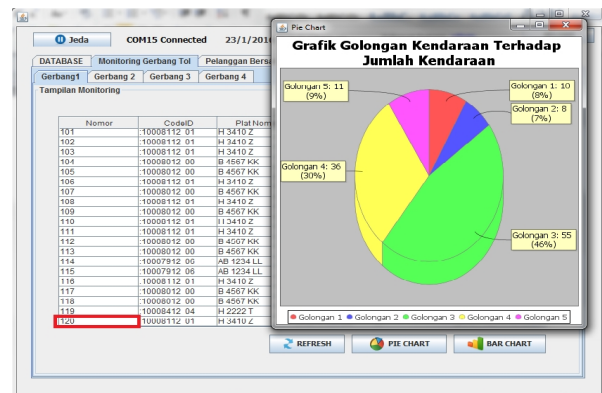 Jeda COM15 Connected 23/1/201
DATABASE Monitoring Gerbang Tol Pelanggan Bers
Gerbang1 Gerbang 2 Gerbang 3 Gerbang 4
Tampilan Monitoring
Nomor CodeID Plat Nom
101 :10008112 01 H 3410 Z
102 :10008112 01 H 3410 Z
103 :10008112 01 H 3410 Z
104 :10008012 00 B 4567 KK
105 :10008012 00 B 4567 KK
106 :10008112 01 H 3410 Z
107 :10008012 00 B 4567 KK
108 :10008112 01 H 3410 Z
109 :10008012 00 B 4567 KK
110 :10008112 01 H 3410 Z
111 :10008112 01 H 3410 Z
112 :10008012 00 B 4567 KK
113 :10008012 00 B 4567 KK
114 :10007912 06 AB 1234 LL
115 :10007912 06 AB 1234 LL
116 :10008112 01 H 3410 Z
117 :10008012 00 B 4567 KK
118 :10008012 00 B 4567 KK
119 :10008412 04 H 2222 T
120 :10008112 01 H 3410 Z
Pie Chart
Grafik Golongan Kendaraan Terhadap
Jumlah Kendaraan
Golongan 5: 11
(9%)
Golongan 1: 10
(8%)
Golongan 2: 8
(7%)
Golongan 4: 36
(30%)
Golongan 3: 55
(46%)
Golongan 1 Golongan 2 Golongan 3 Golongan 4 Golongan 5
REFRESH PIE CHART BAR CHART